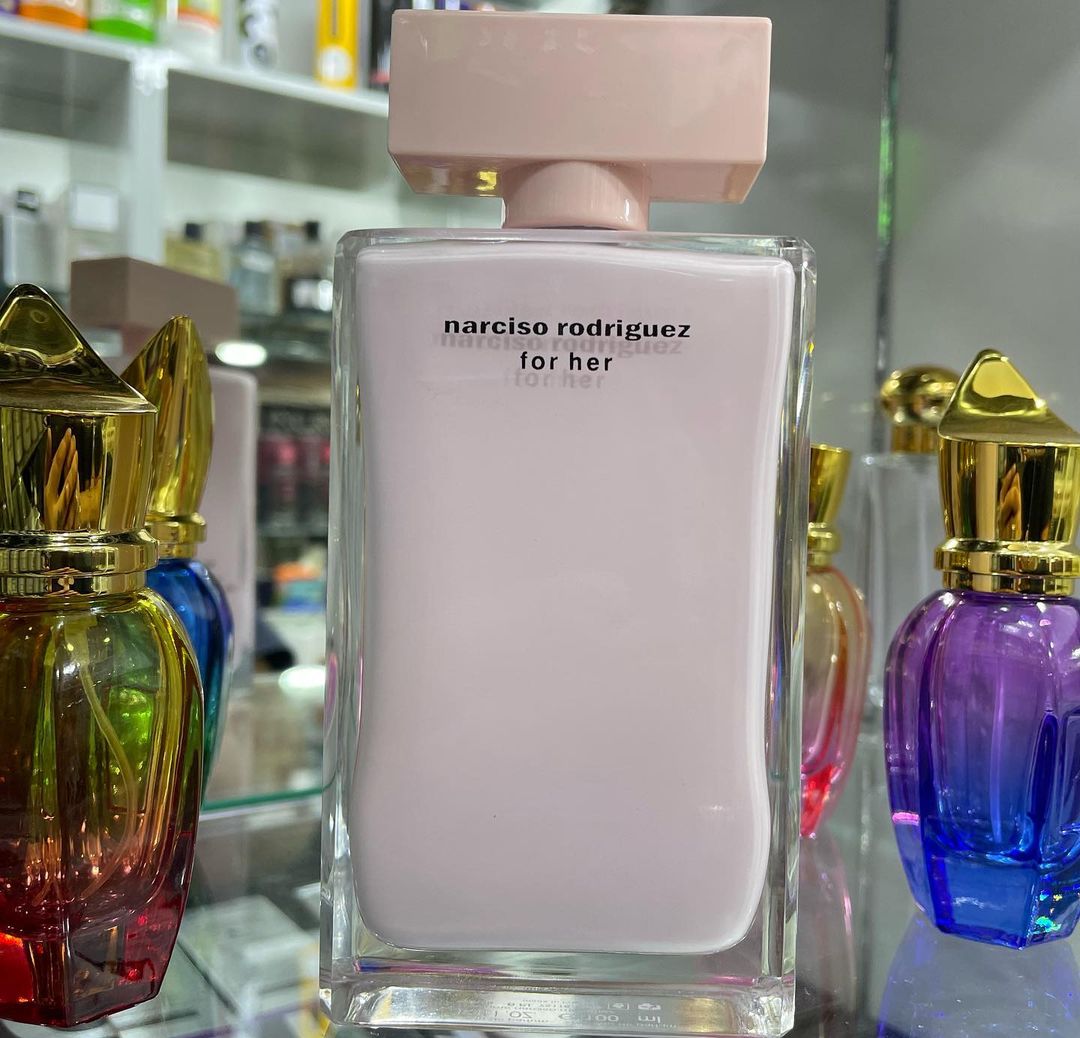 narciso rodriguez
for her